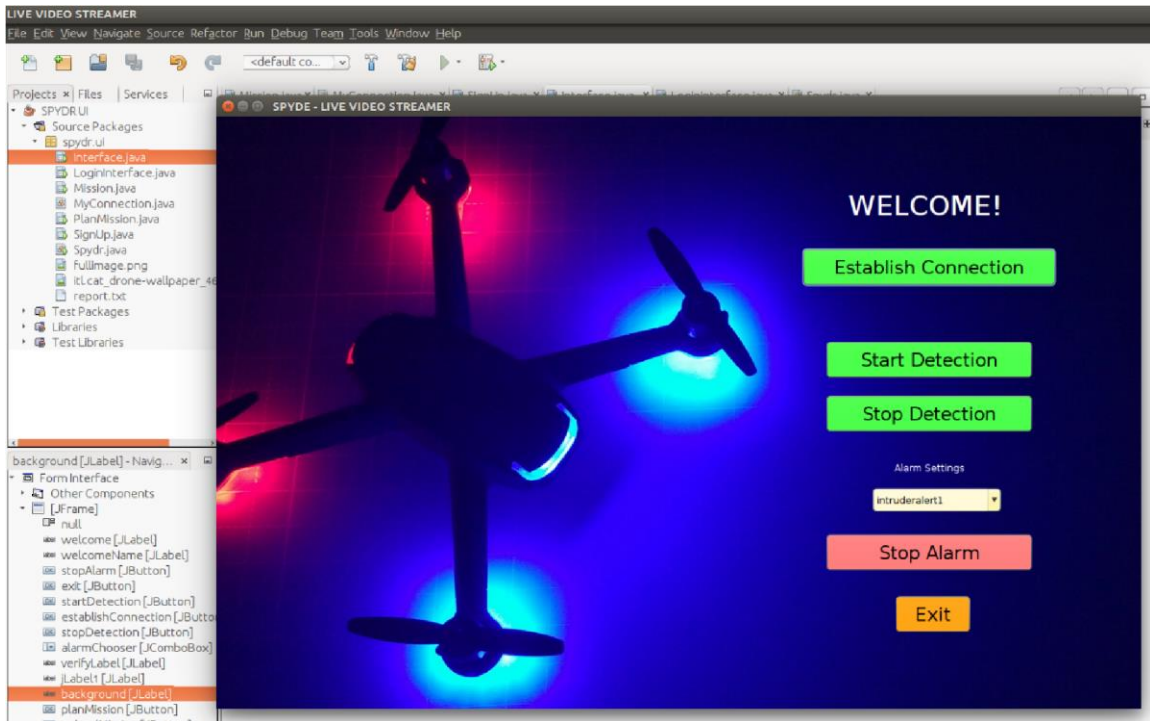 LIVE VIDEO STREAMER
File Edit View Navigate Source Refactor Run Debug Team Tools Window Help
<default co...
Projects Files Services
SPYDR UI
Source Packages
spydr.ui
Interface.java
LoginInterface.java
Mission.java
MyConnection.java
PlanMission.java
SignUp.java
Spydr.java
fullimage.png
itl.cat_drone-wallpaper_46
report.txt
Test Packages
Libraries
Test Libraries
background [JLabel] - Navig...
Form Interface
Other Components
[JFrame]
null
welcome [JLabel]
welcomeName [JLabel]
stopAlarm [JButton]
exit [JButton]
startDetection [JButton]
establishConnection [JButto
stopDetection [JButton]
alarmChooser [JComboBox]
verifyLabel [JLabel]
jLabel1 [JLabel]
background [JLabel]
planMission [JButton]
SPYDE - LIVE VIDEO STREAMER
WELCOME!
Establish Connection
Start Detection
Stop Detection
Alarm Settings
intruderalert1
Stop Alarm
Exit